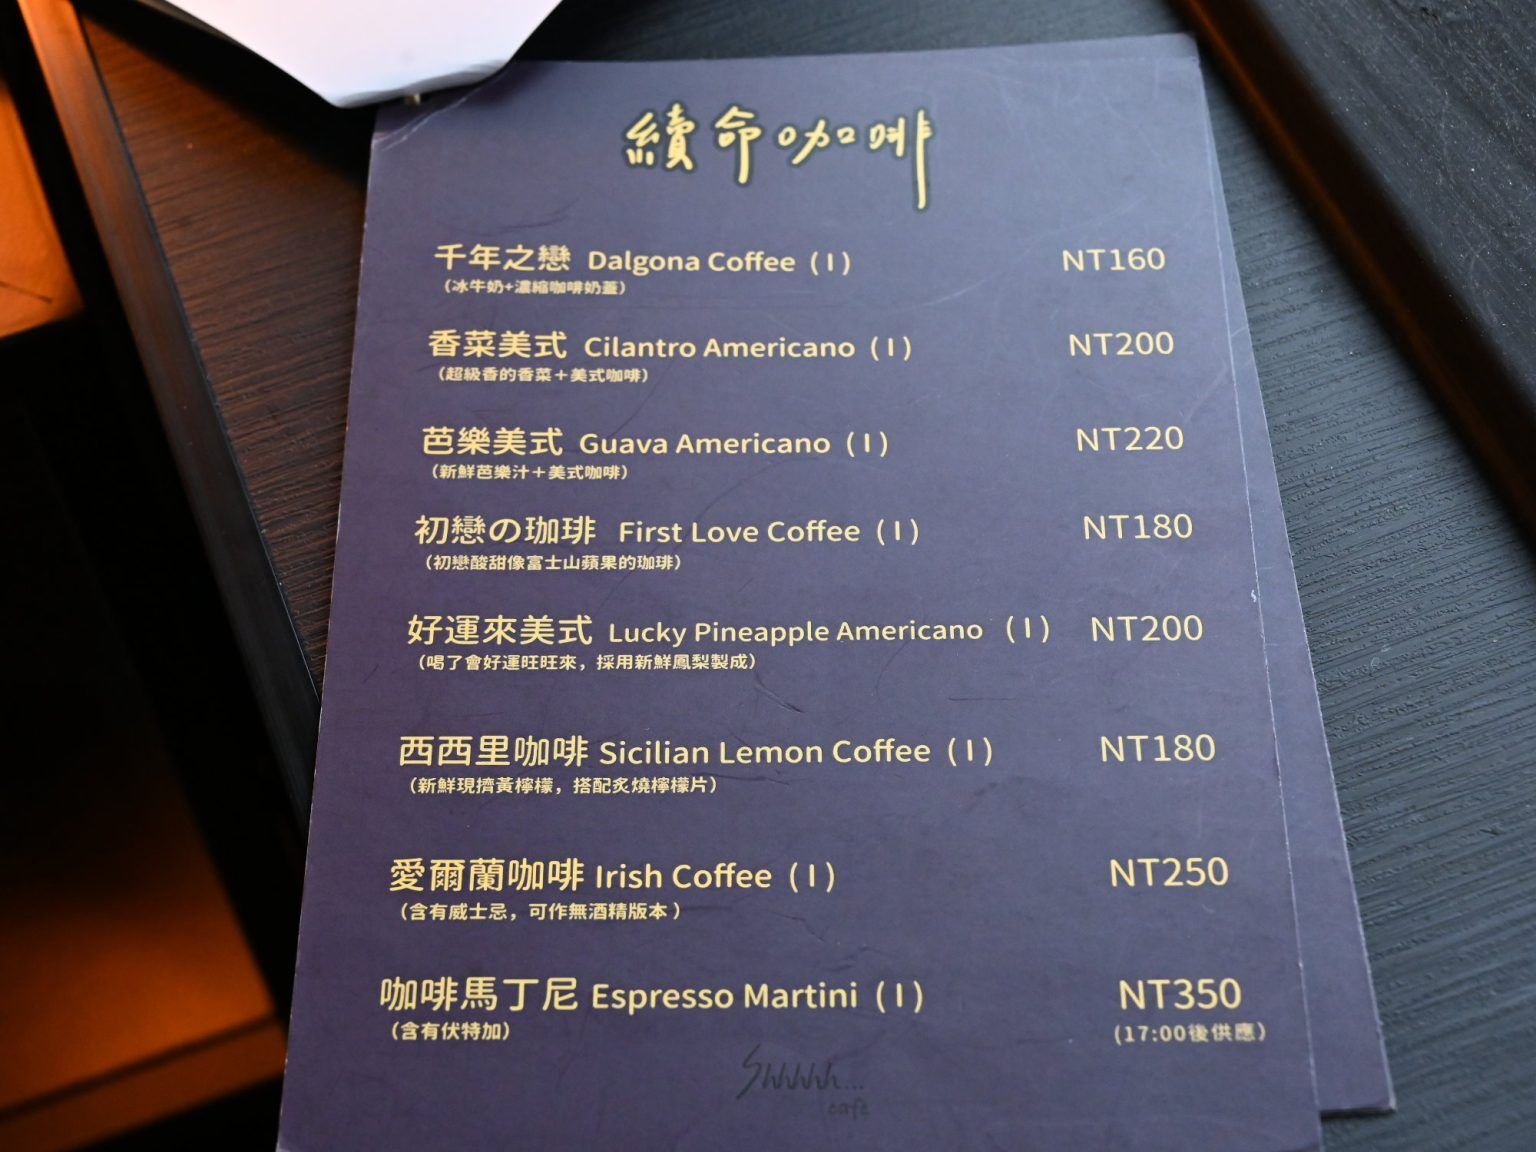 續命咖啡
千年之戀 Dalgona Coffee (I) NT160
(冰牛奶+濃縮咖啡奶蓋)
香菜美式 Cilantro Americano (I) NT200
(超級香的香菜+美式咖啡)
芭樂美式 Guava Americano (I) NT220
(新鮮芭樂汁+美式咖啡)
初戀の珈琲 First Love Coffee (I) NT180
(初戀酸甜像富士山蘋果的珈琲)
好運來美式 Lucky Pineapple Americano (I) NT200
(喝了會好運旺旺來，採用新鮮鳳梨製成)
西西里咖啡 Sicilian Lemon Coffee (I) NT180
(新鮮現擠黃檸檬，搭配炙燒檸檬片)
愛爾蘭咖啡 Irish Coffee (I) NT250
(含有威士忌，可作無酒精版本)
咖啡馬丁尼 Espresso Martini (I) NT350
(含有伏特加) (17:00後供應)
Shhhhh...
cafe